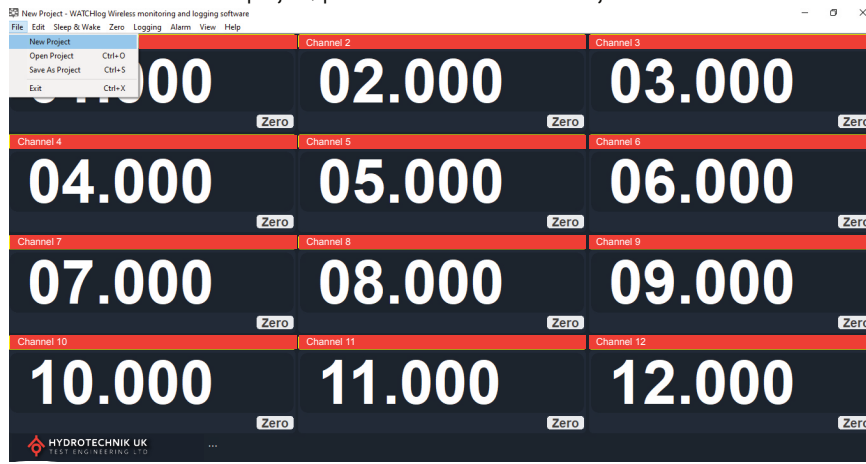 New Project - WATCHlog Wireless monitoring and logging software
File Edit Sleep & Wake Zero Logging Alarm View Help
New Project
Open Project Ctrl+O
Save As Project Ctrl+S
Exit Ctrl+X
Channel 2 Channel 3
02.000 03.000
Zero Zero Zero
Channel 4 Channel 5 Channel 6
04.000 05.000 06.000
Zero Zero Zero
Channel 7 Channel 8 Channel 9
07.000 08.000 09.000
Zero Zero Zero
Channel 10 Channel 11 Channel 12
10.000 11.000 12.000
Zero Zero Zero
HYDROTECHNIK UK ...
TEST ENGINEERING LTD